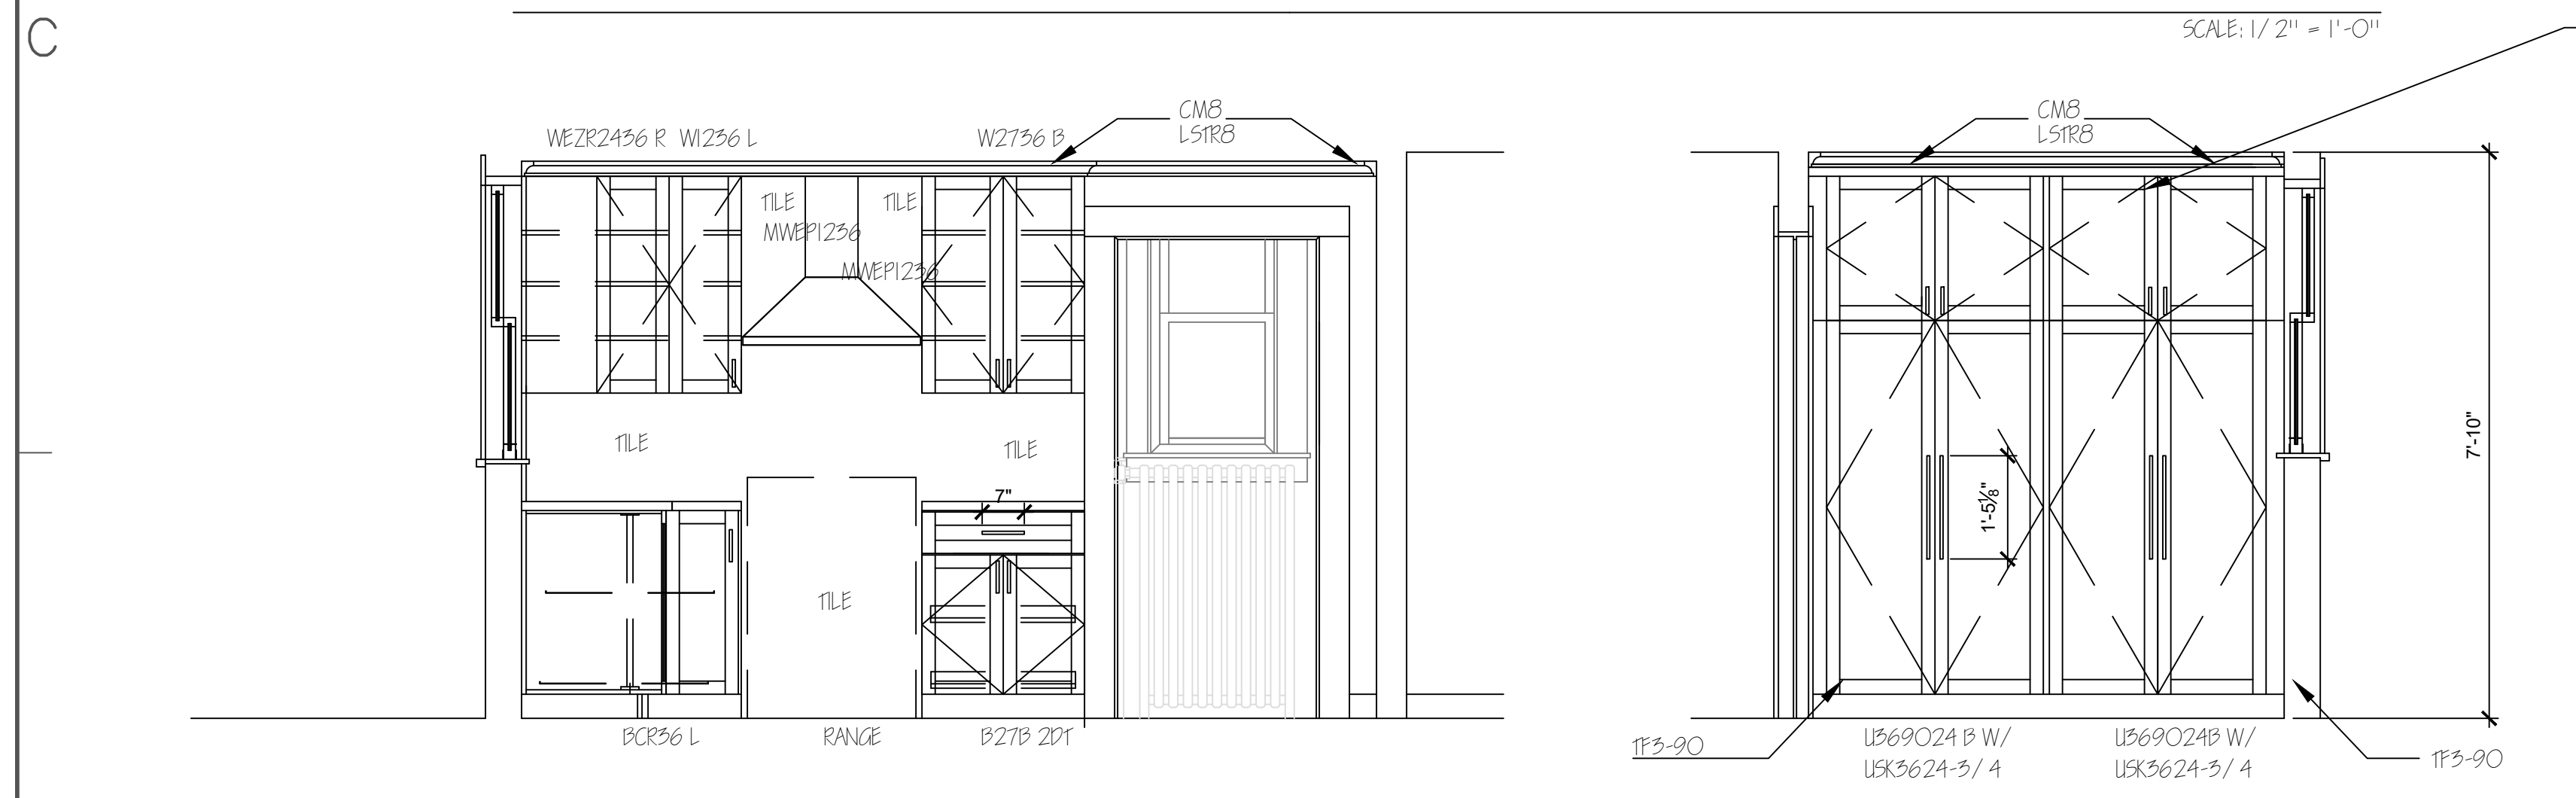 C
SCALE: 1/2" = 1'-0"
CM8
LSTR8
WEZR2436 R W1236 L
W2736 B
TILE
TILE
MWEP1236
MWEP1236
TILE
TILE
7"
TILE
BCR36 L
RANGE
B27B 2DT
CM8
LSTR8
7'-10"
1'-5⅛"
TF3-90
U369024 B W/
USK3624-3/4
U369024B W/
USK3624-3/4
TF3-90